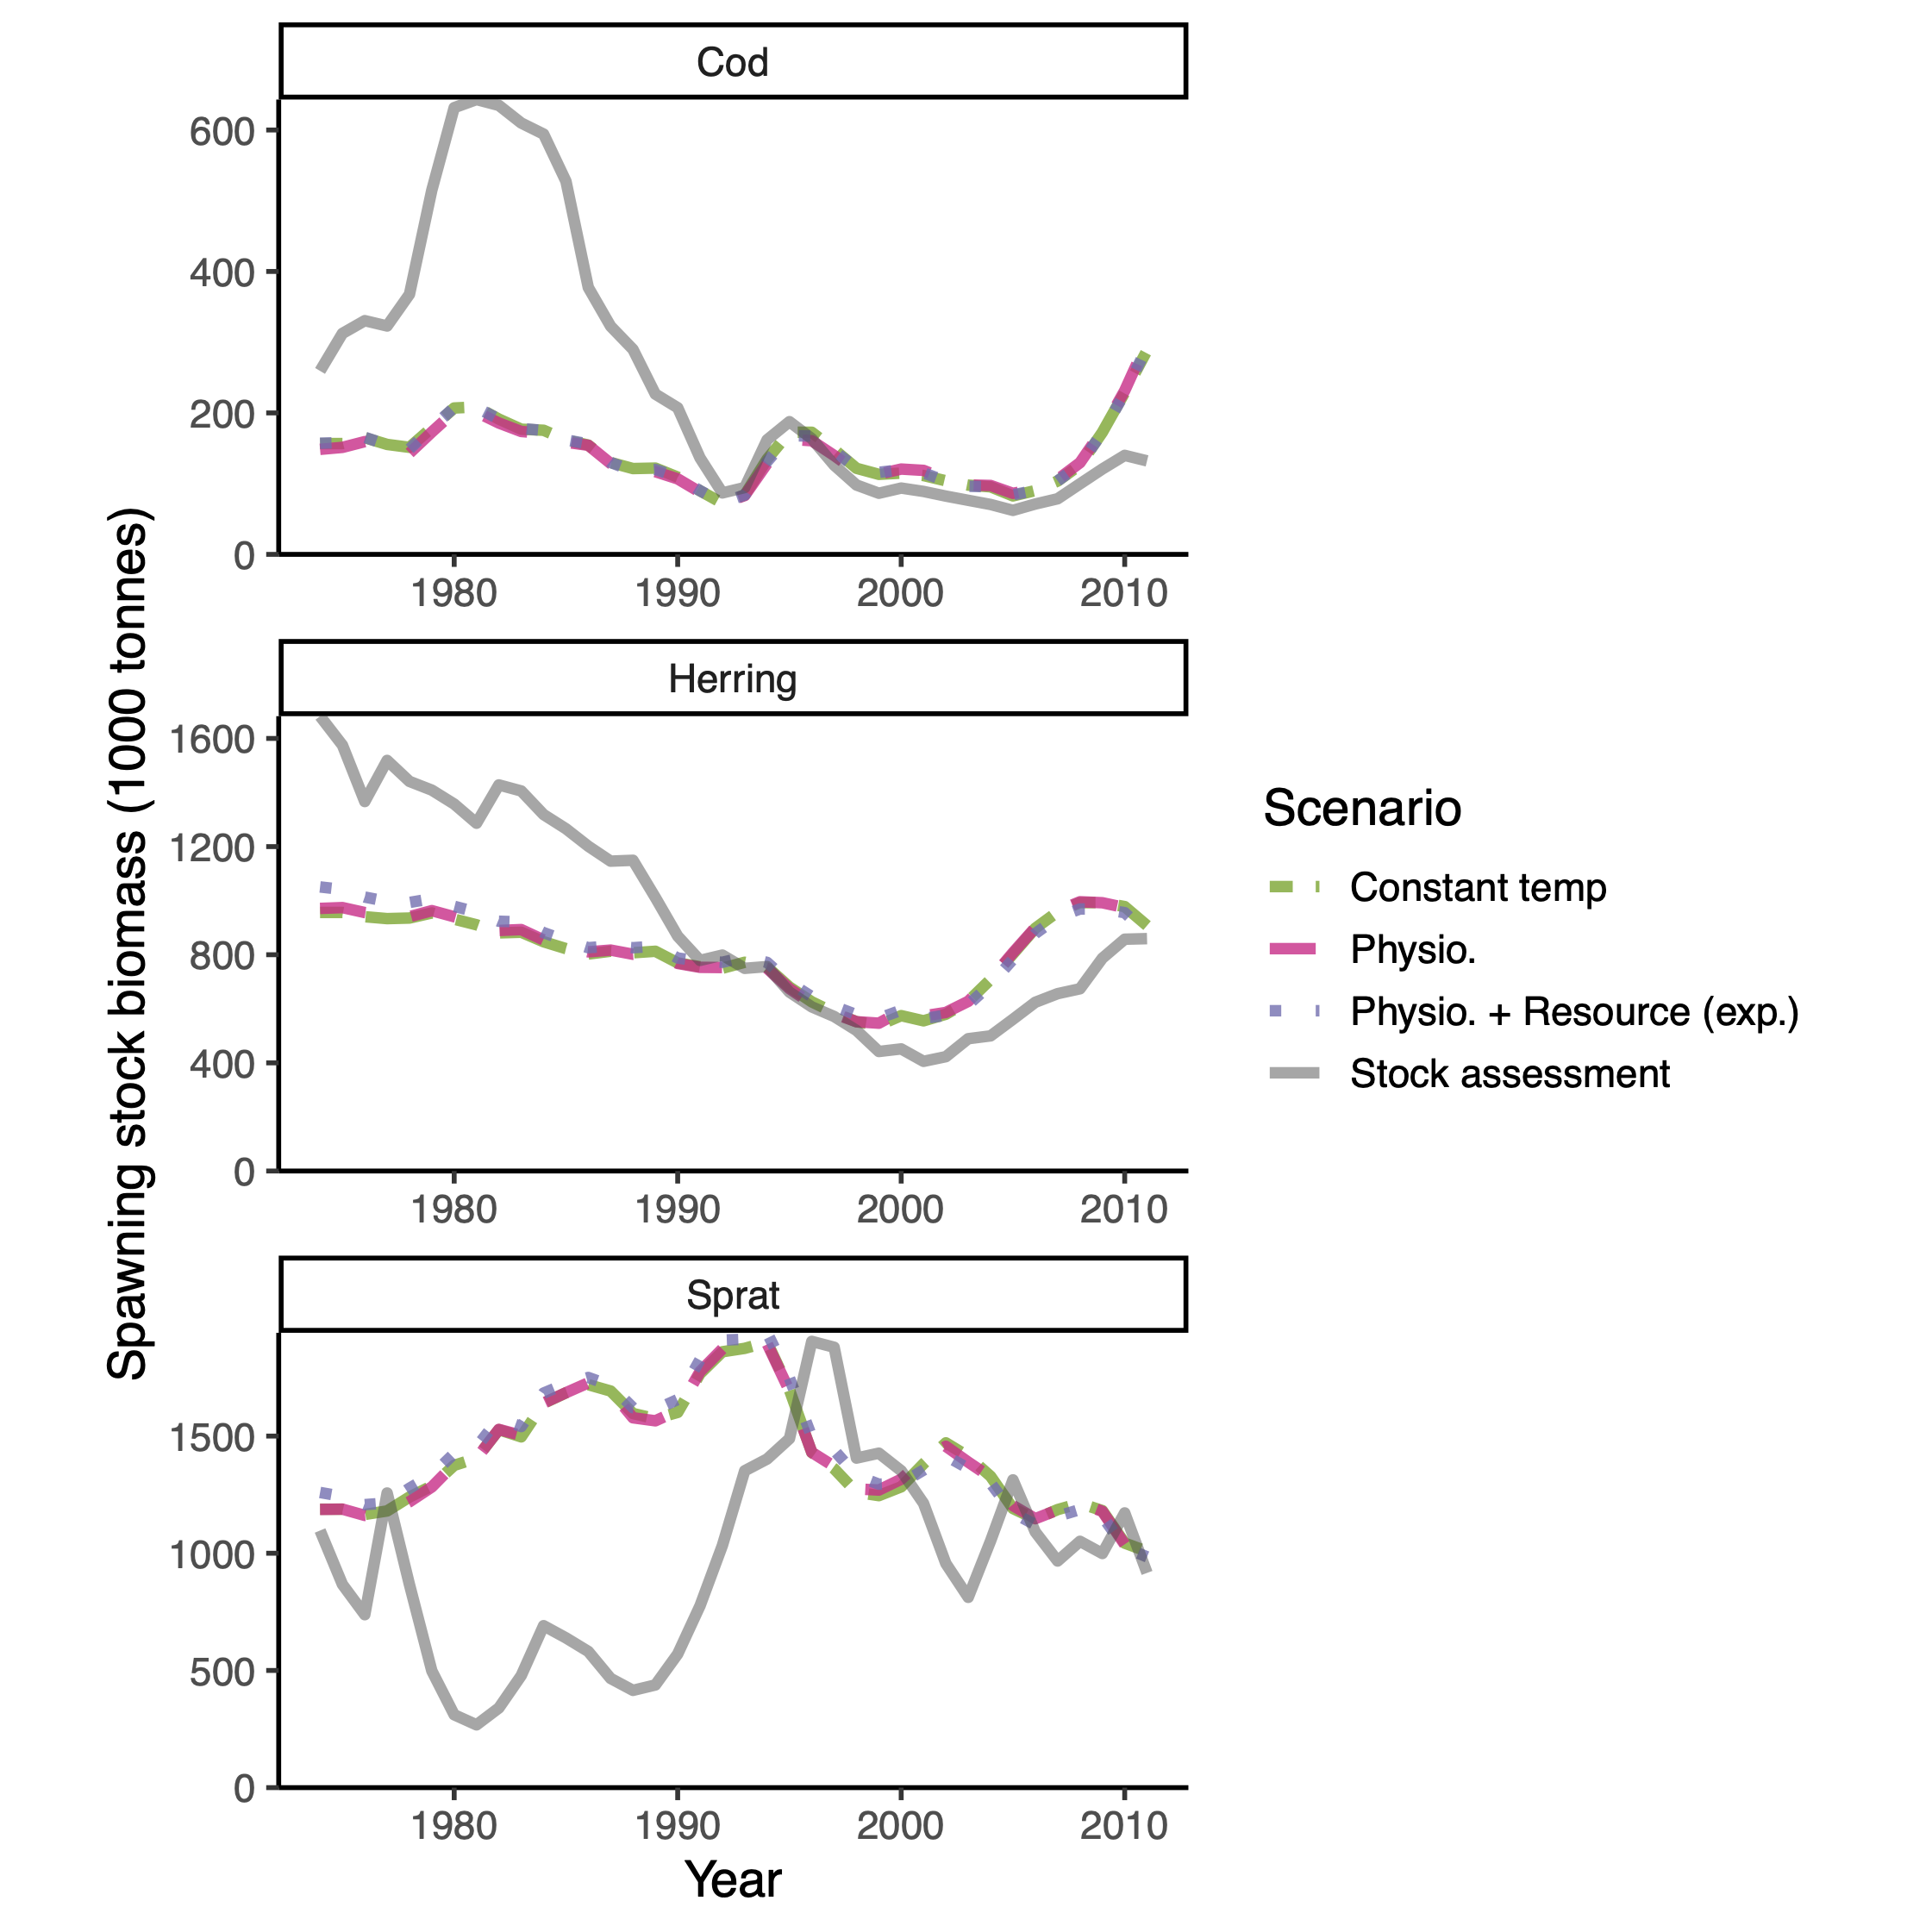 Cod
600
400
200
0
1980 1990 2000 2010
Herring
1600
1200
800
400
0
1980 1990 2000 2010
Sprat
1500
1000
500
0
1980 1990 2000 2010
Year
Spawning stock biomass (1000 tonnes)
Scenario
Constant temp
Physio.
Physio. + Resource (exp.)
Stock assessment